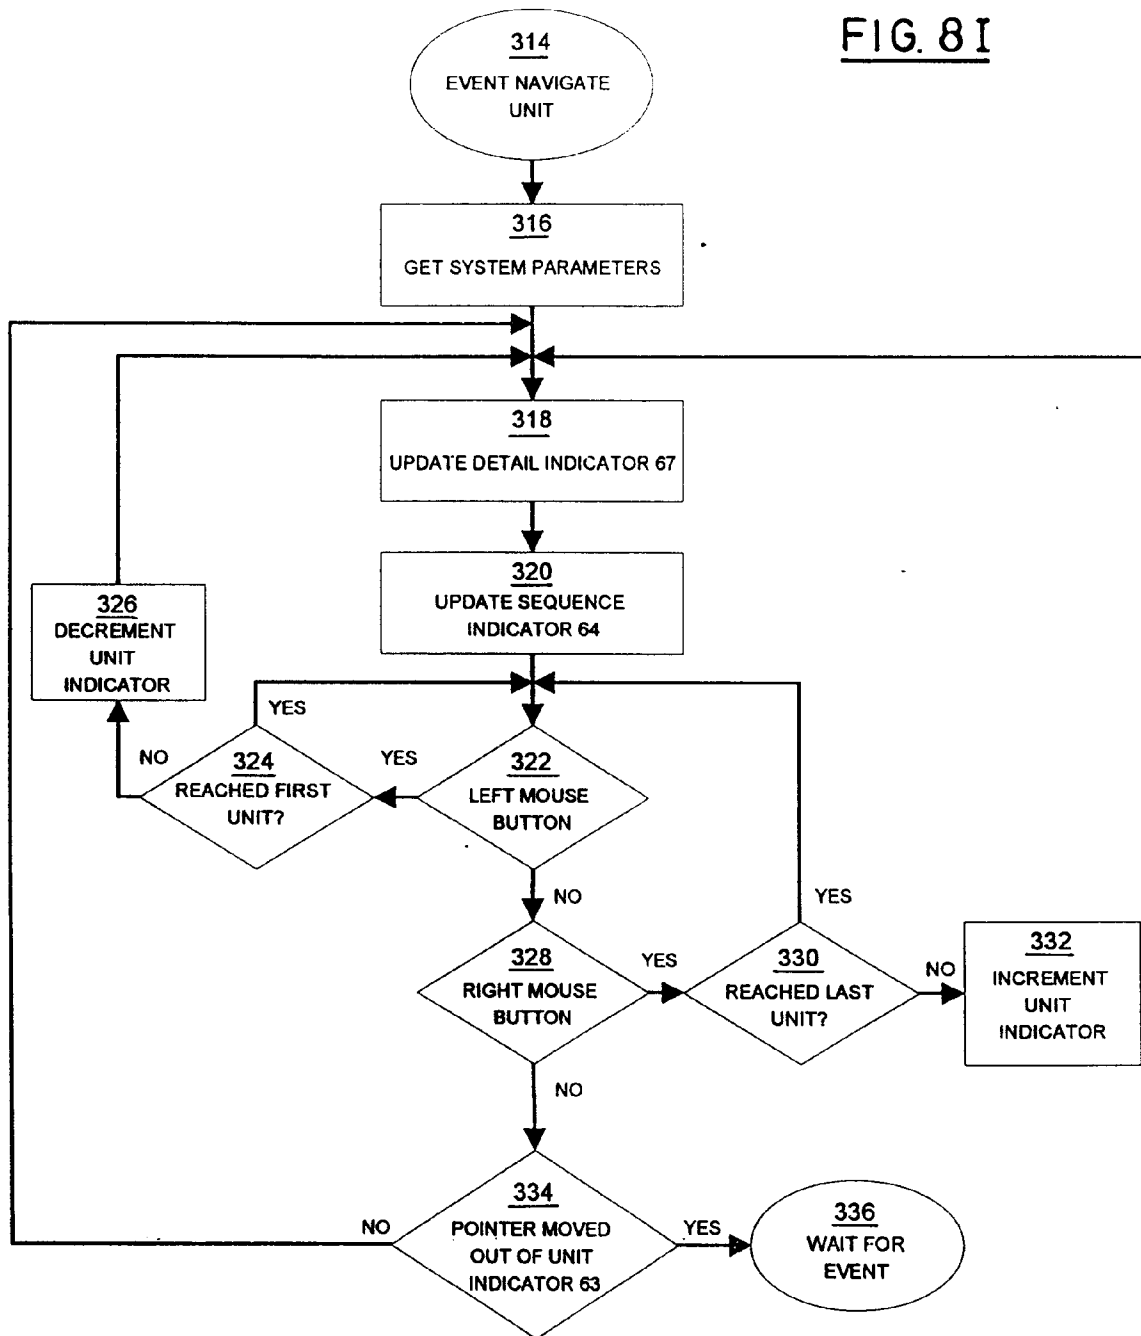 FIG. 8I
314
EVENT NAVIGATE
UNIT
316
GET SYSTEM PARAMETERS
318
UPDATE DETAIL INDICATOR 67
320
UPDATE SEQUENCE
INDICATOR 64
326
DECREMENT
UNIT
INDICATOR
YES
NO
324
REACHED FIRST
UNIT?
YES
322
LEFT MOUSE
BUTTON
NO
YES
328
RIGHT MOUSE
BUTTON
YES
330
REACHED LAST
UNIT?
NO
332
INCREMENT
UNIT
INDICATOR
NO
334
POINTER MOVED
OUT OF UNIT
INDICATOR 63
NO
YES
336
WAIT FOR
EVENT